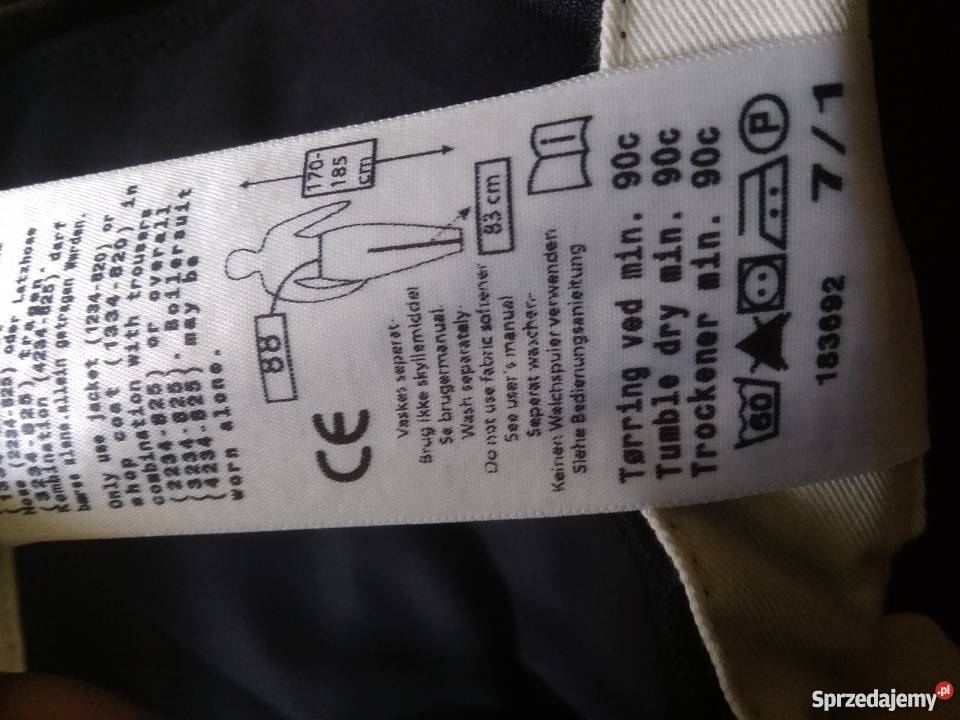 Hose (2234-825) oder Latzhose
(3234-825) tragen.
Kombination (4234-825) darf
allein getragen Wurden.
Only use jacket (1234-820) or
shop coat (1334-820) in
combination with trousers
(2234-825) or overall
(3234-825). Boilersuit
(4234-825) may be
worn alone.
CE
88
170-
185
cm
83 cm
i
Vaskes seperat.
Brug ikke skyllemiddel
Se brugermanual.
Wash separately.
Do not use fabric softener
See user's manual
Seperat waschen.
Keinen Weichspüler verwenden
Siehe Bedienungsanleitung
Tørring ved min. 90c
Tumble dry min. 90c
Trockener min. 90c
60
P
183692
7/1
Sprzedajemy.pl